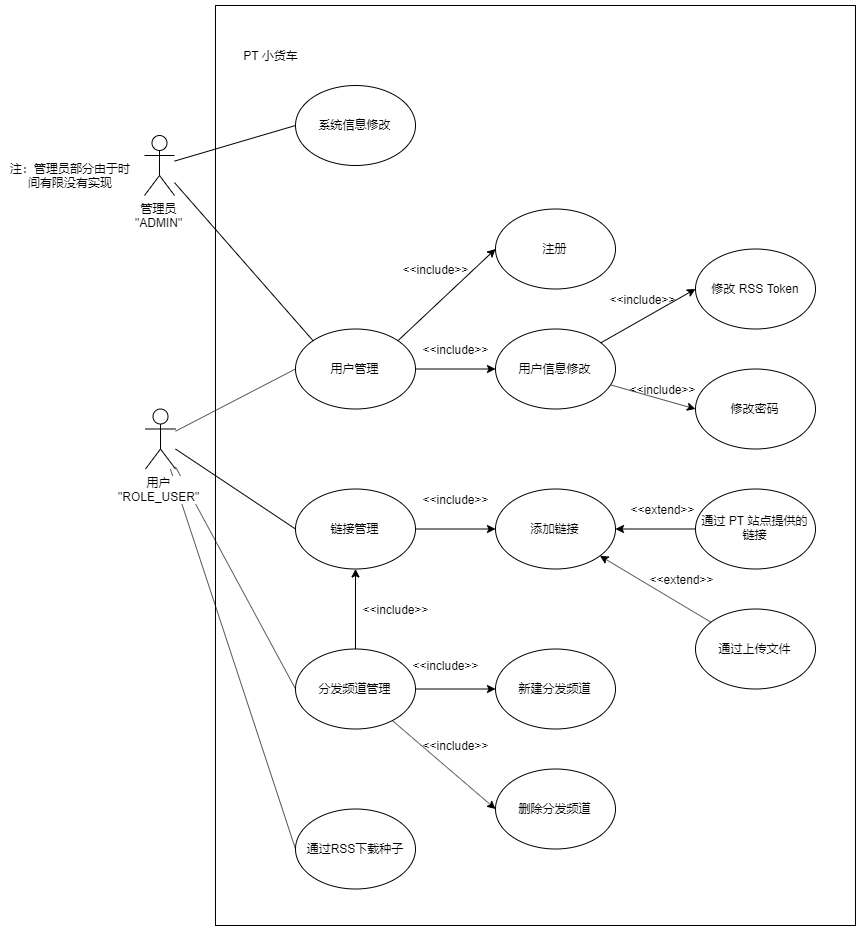 PT 小货车
系统信息修改
注：管理员部分由于时
间有限没有实现
管理员
"ADMIN"
注册
<<include>>
修改 RSS Token
<<include>>
用户管理
<<include>>
用户信息修改
<<include>>
修改密码
用户
"ROLE_USER"
链接管理
<<include>>
添加链接
<<extend>>
通过 PT 站点提供的
链接
<<extend>>
<<include>>
通过上传文件
分发频道管理
<<include>>
新建分发频道
<<include>>
删除分发频道
通过RSS下载种子